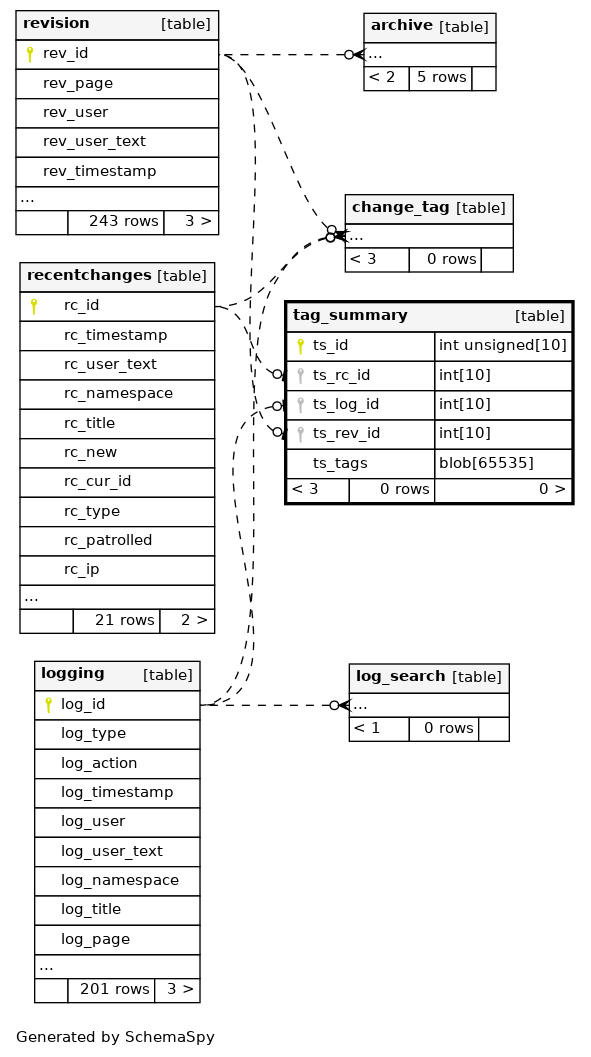 revision [table]
rev_id
rev_page
rev_user
rev_user_text
rev_timestamp
...
243 rows 3 >
archive [table]
...
< 2 5 rows
change_tag [table]
...
< 3 0 rows
recentchanges [table]
rc_id
rc_timestamp
rc_user_text
rc_namespace
rc_title
rc_new
rc_cur_id
rc_type
rc_patrolled
rc_ip
...
21 rows 2 >
tag_summary [table]
ts_id int unsigned[10]
ts_rc_id int[10]
ts_log_id int[10]
ts_rev_id int[10]
ts_tags blob[65535]
< 3 0 rows 0 >
logging [table]
log_id
log_type
log_action
log_timestamp
log_user
log_user_text
log_namespace
log_title
log_page
...
201 rows 3 >
log_search [table]
...
< 1 0 rows
Generated by SchemaSpy